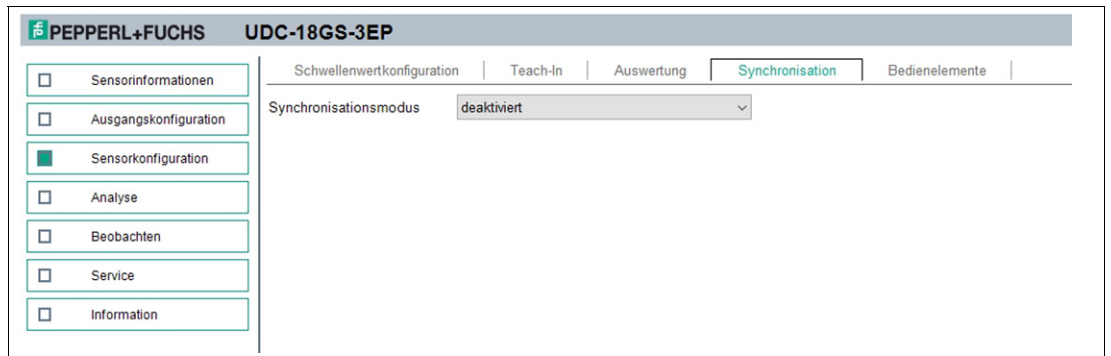 PEPPERL+FUCHS UDC-18GS-3EP
Sensorinformationen
Ausgangskonfiguration
Sensorkonfiguration
Analyse
Beobachten
Service
Information
Schwellenwertkonfiguration Teach-In Auswertung Synchronisation Bedienelemente
Synchronisationsmodus deaktiviert